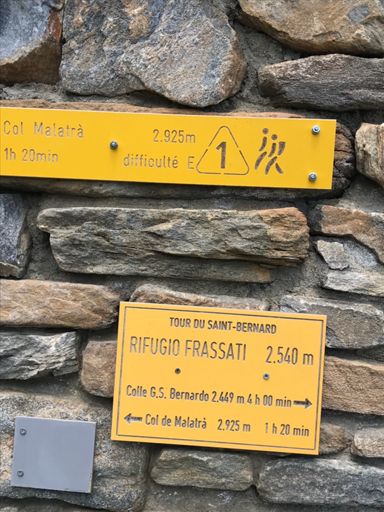 Col Malatrà 2.925m
1h 20min difficulté E 1
TOUR DU SAINT-BERNARD
RIFUGIO FRASSATI 2.540 m
Colle G.S. Bernardo 2.449 m 4 h 00 min →
← Col de Malatrà 2.925 m 1 h 20 min